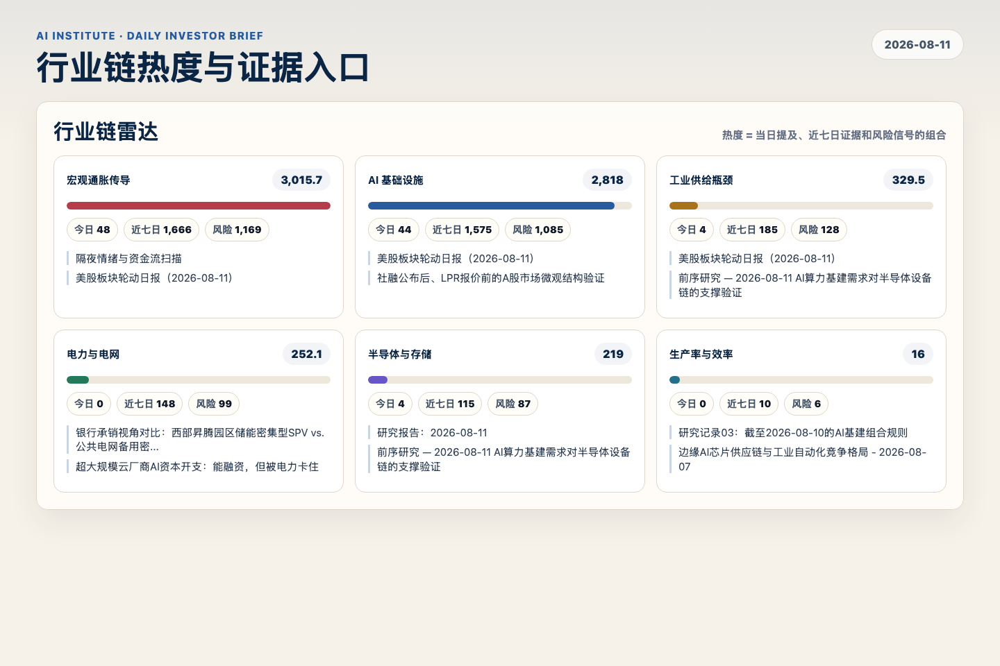 AI INSTITUTE · DAILY INVESTOR BRIEF
行业链热度与证据入口
2026-08-11
行业链雷达
热度 = 当日提及、近七日证据和风险信号的组合
宏观通胀传导
3,015.7
今日 48
近七日 1,666
风险 1,169
隔夜情绪与资金流扫描
美股板块轮动日报（2026-08-11）
AI 基础设施
2,818
今日 44
近七日 1,575
风险 1,085
美股板块轮动日报（2026-08-11）
社融公布后、LPR报价前的A股市场微观结构验证
工业供给瓶颈
329.5
今日 4
近七日 185
风险 128
美股板块轮动日报（2026-08-11）
前序研究 — 2026-08-11 AI算力基建需求对半导体设备
链的支撑验证
电力与电网
252.1
今日 0
近七日 148
风险 99
银行承销视角对比：西部昇腾园区储能密集型SPV vs.
公共电网备用密...
超大规模云厂商AI资本开支：能融资，但被电力卡住
半导体与存储
219
今日 4
近七日 115
风险 87
研究报告：2026-08-11
前序研究 — 2026-08-11 AI算力基建需求对半导体设备
链的支撑验证
生产率与效率
16
今日 0
近七日 10
风险 6
研究记录03：截至2026-08-10的AI基建组合规则
边缘AI芯片供应链与工业自动化竞争格局 - 2026-08-
07